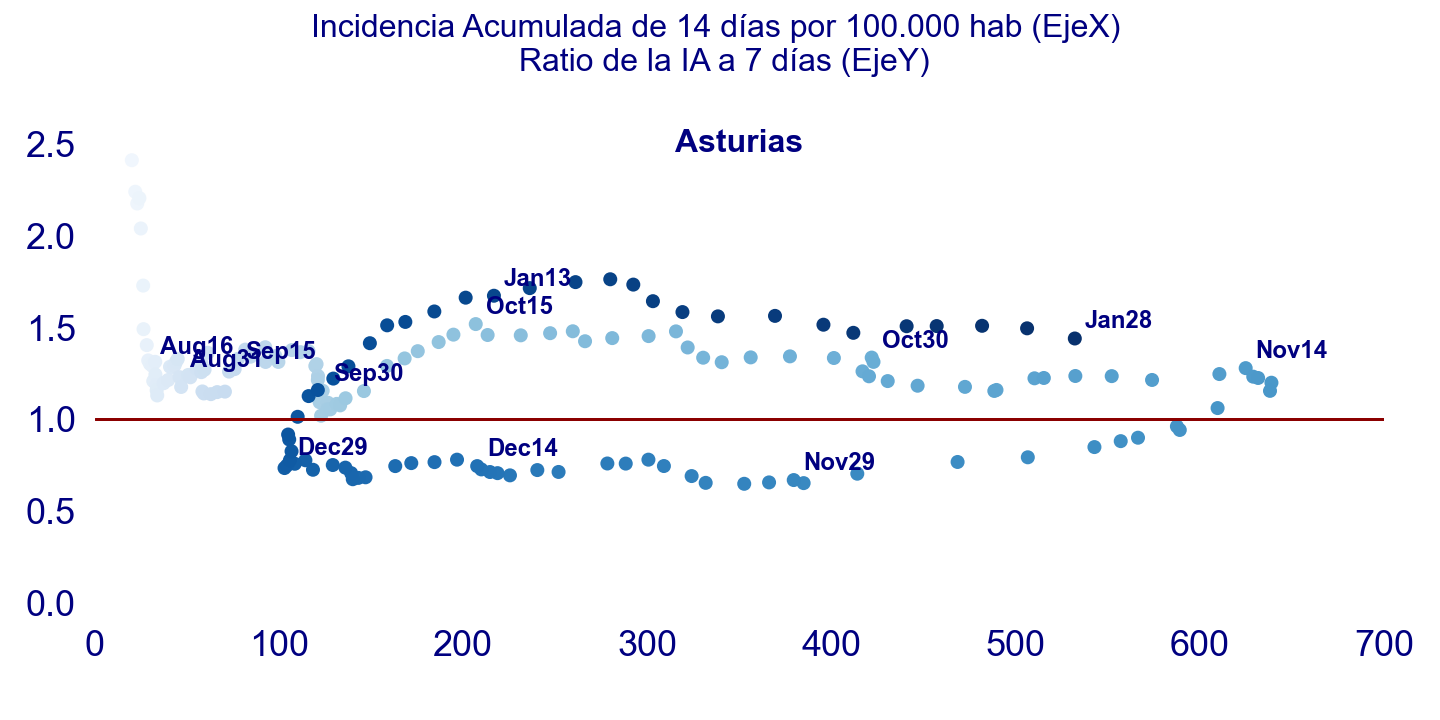 Incidencia Acumulada de 14 días por 100.000 hab (EjeX)
Ratio de la IA a 7 días (EjeY)
Asturias
2.5
2.0
1.5
1.0
0.5
0.0
Jan13
Oct15
Jan28
Aug16
Aug31
Sep15
Oct30
Nov14
Sep30
Dec29
Dec14
Nov29
0 100 200 300 400 500 600 700